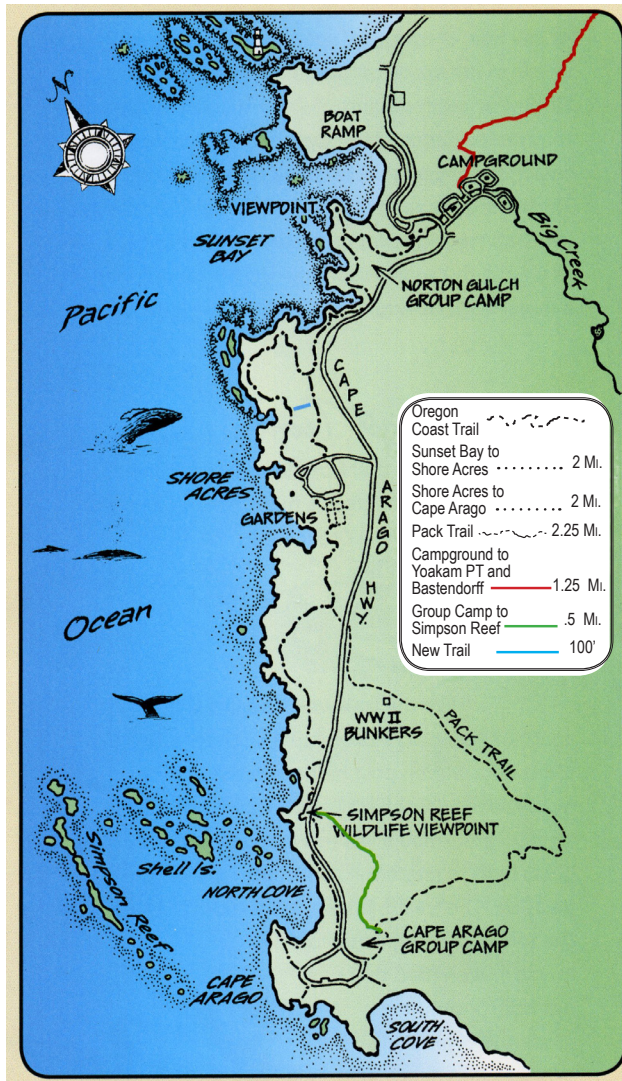 N
BOAT
RAMP
CAMPGROUND
VIEWPOINT
SUNSET
BAY
Big Creek
NORTON GULCH
GROUP CAMP
Pacific
CAPE
ARAGO
HWY.
SHORE
ACRES
GARDENS
Ocean
Oregon
Coast Trail
Sunset Bay to
Shore Acres 2 MI.
Shore Acres to
Cape Arago 2 MI.
Pack Trail 2.25 MI.
Campground to
Yoakam PT and
Bastendorff 1.25 MI.
Group Camp to
Simpson Reef .5 MI.
New Trail 100'
WW II
BUNKERS
PACK TRAIL
SIMPSON REEF
WILDLIFE VIEWPOINT
Simpson Reef
Shell Is.
NORTH COVE
CAPE ARAGO
GROUP CAMP
CAPE
ARAGO
SOUTH
COVE